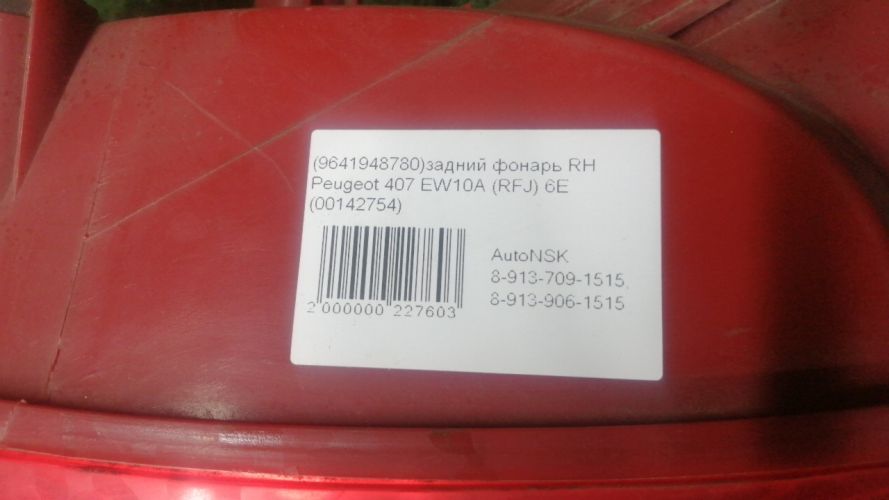 (9641948780)задний фонарь RH
Peugeot 407 EW10A (RFJ) 6E
(00142754)
AutoNSK
8-913-709-1515,
8-913-906-1515
2 000000 227603